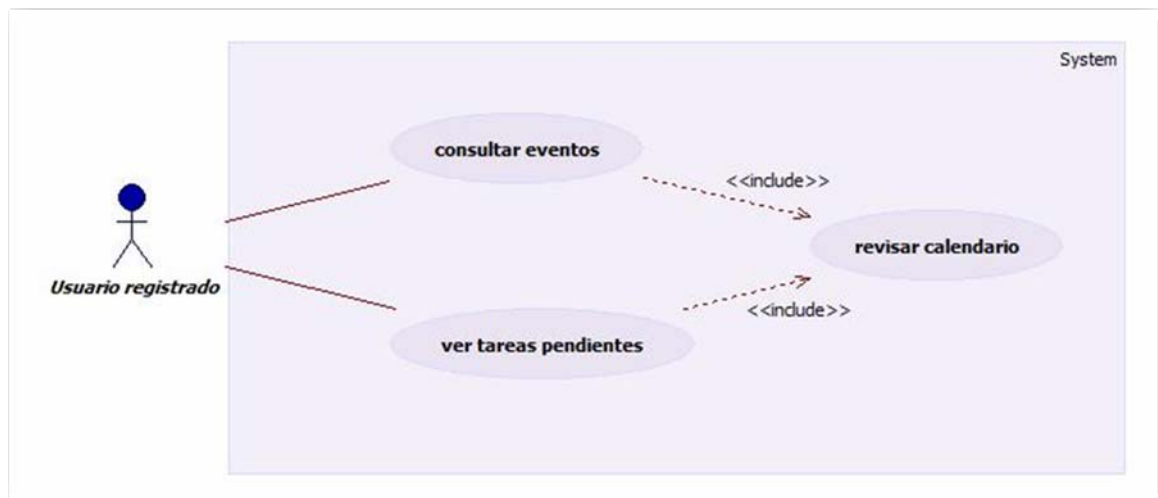 System
consultar eventos
<<include>>
Usuario registrado
revisar calendario
<<include>>
ver tareas pendientes